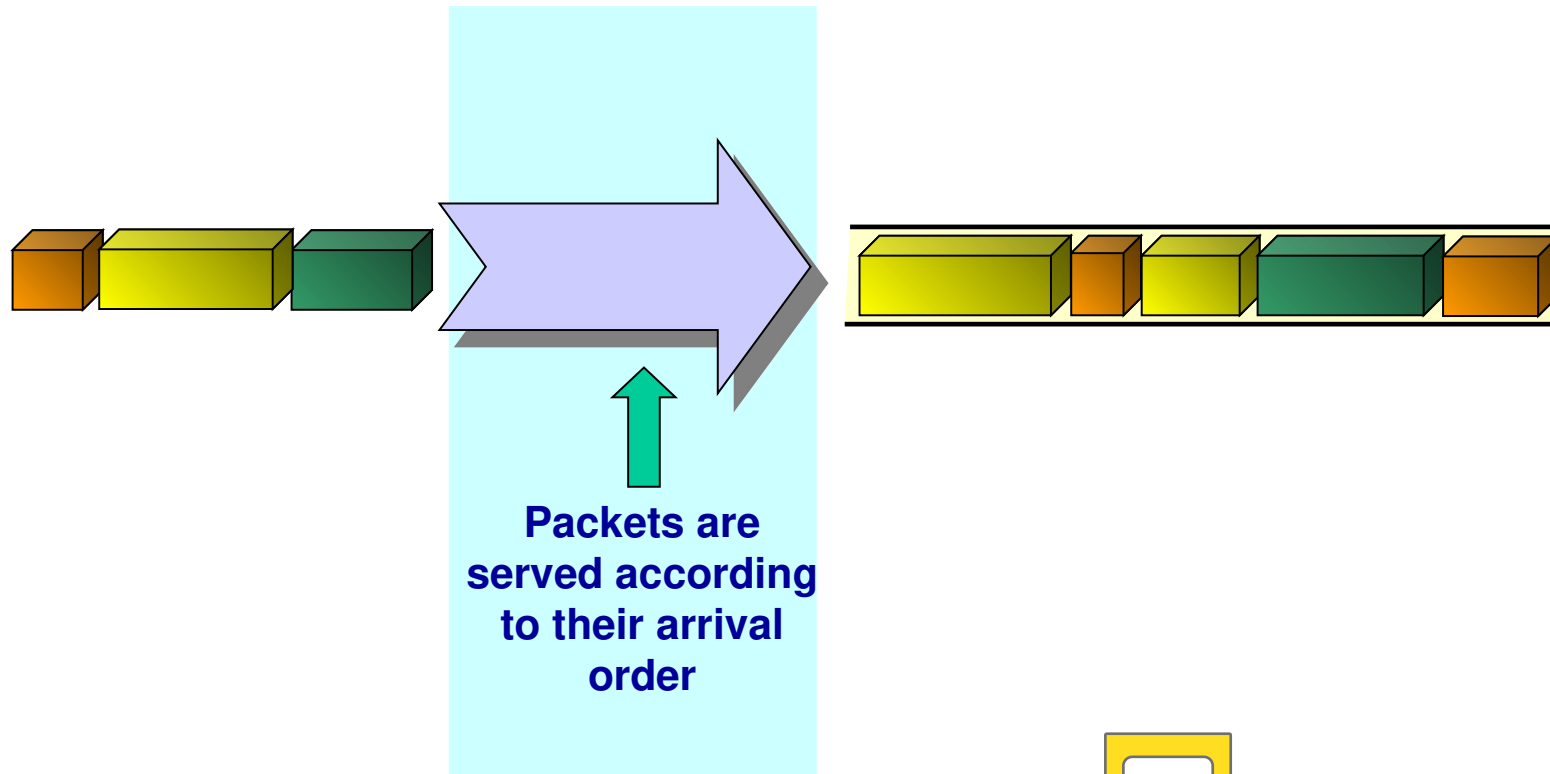 Packets are
served according
to their arrival
order